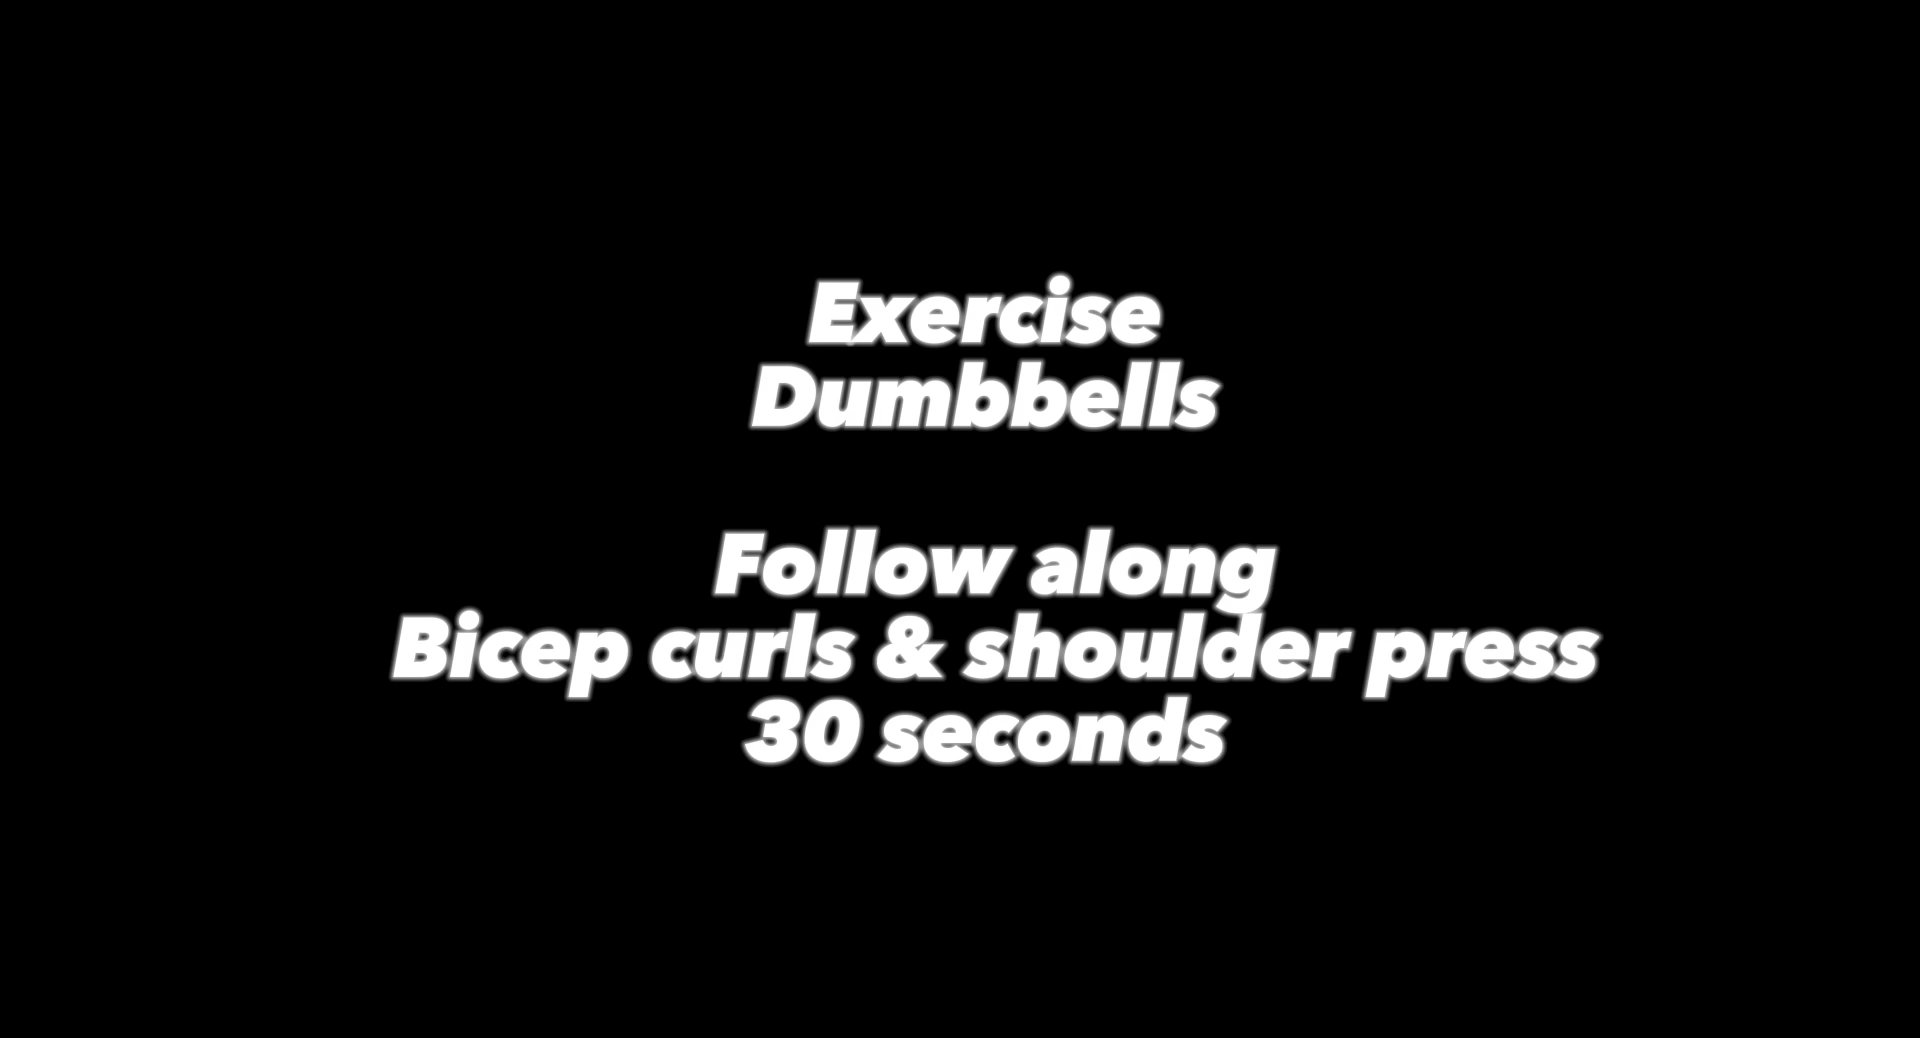 Exercise
Dumbbells
Follow along
Bicep curls & shoulder press
30 seconds